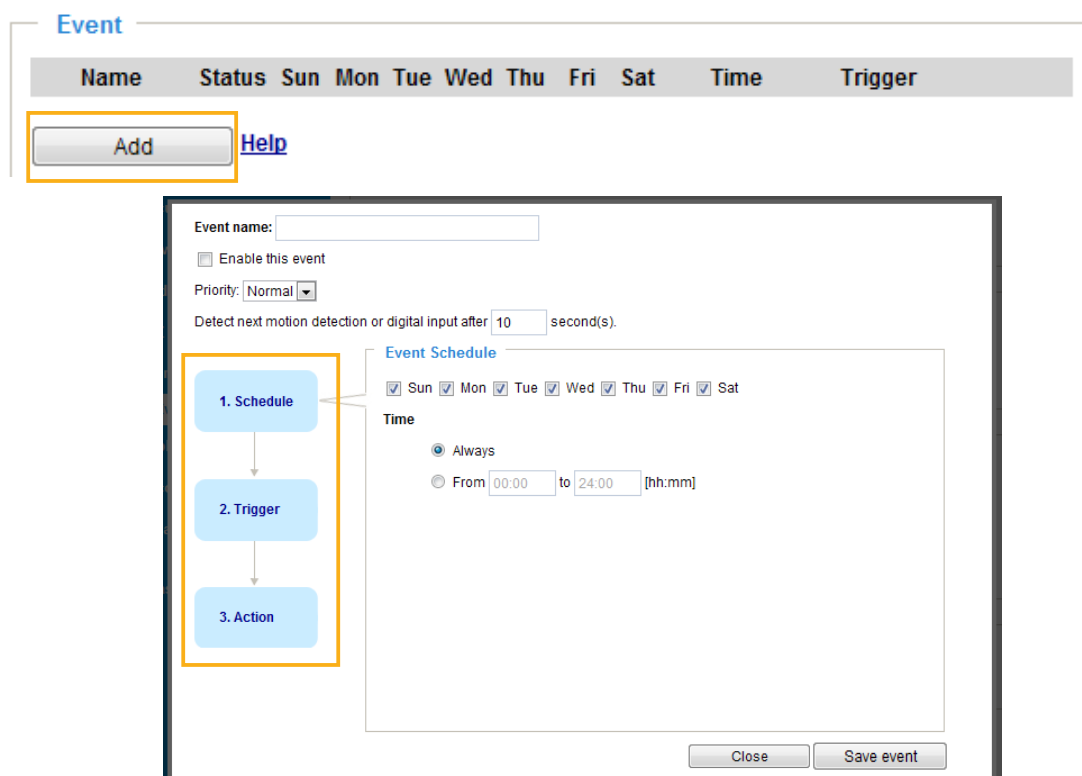 Event
Name Status Sun Mon Tue Wed Thu Fri Sat Time Trigger
Add Help
Event name:
Enable this event
Priority: Normal
Detect next motion detection or digital input after 10 second(s).
Event Schedule
1. Schedule
Sun Mon Tue Wed Thu Fri Sat
Time
Always
From 00:00 to 24:00 [hh:mm]
2. Trigger
3. Action
Close Save event